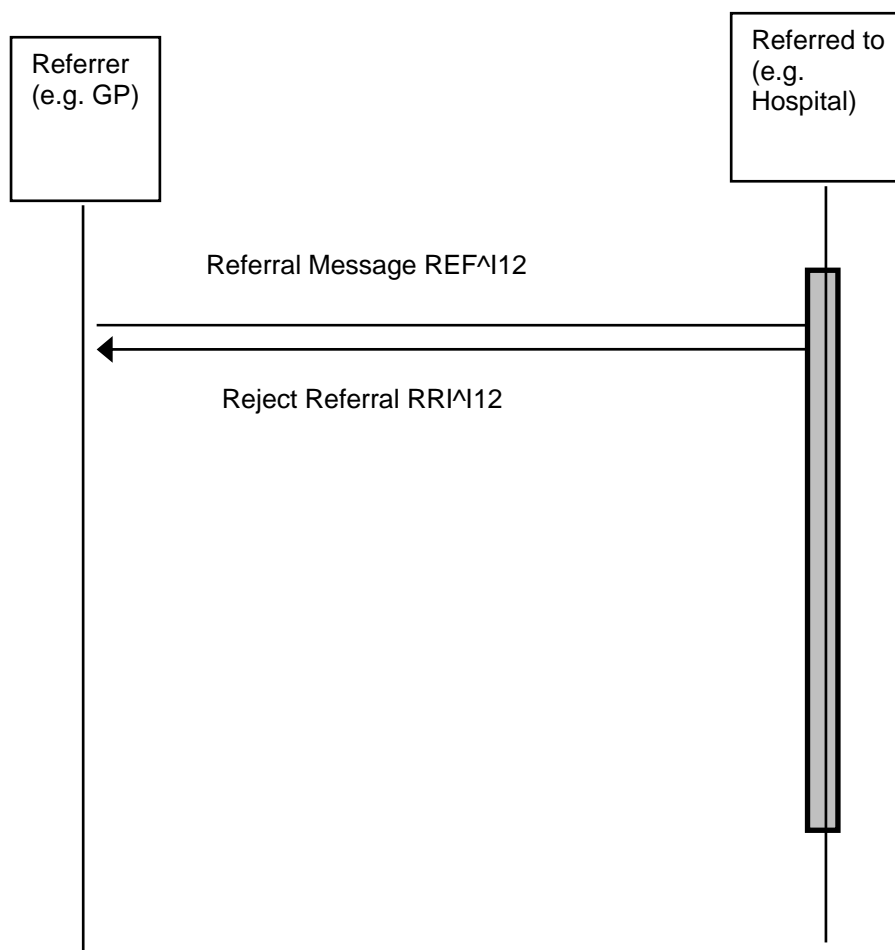 Referrer
(e.g. GP)
Referred to
(e.g.
Hospital)
Referral Message REF^I12
Reject Referral RRI^I12